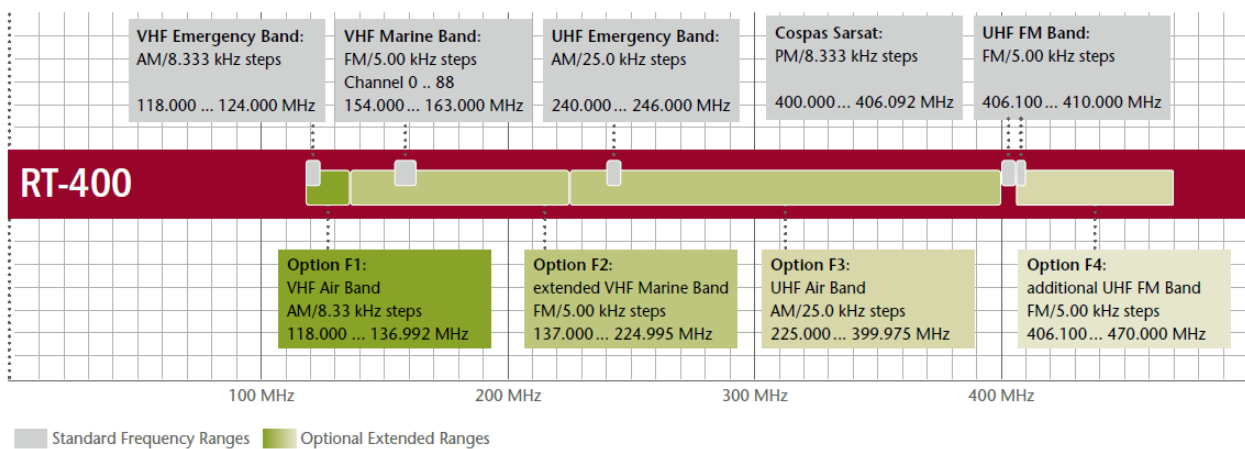 VHF Emergency Band:
AM/8.333 kHz steps
118.000 ... 124.000 MHz
VHF Marine Band:
FM/5.00 kHz steps
Channel 0 .. 88
154.000 ... 163.000 MHz
UHF Emergency Band:
AM/25.0 kHz steps
240.000 ... 246.000 MHz
Cospas Sarsat:
PM/8.333 kHz steps
400.000 ... 406.092 MHz
UHF FM Band:
FM/5.00 kHz steps
406.100 ... 410.000 MHz
RT-400
Option F1:
VHF Air Band
AM/8.33 kHz steps
118.000 ... 136.992 MHz
Option F2:
extended VHF Marine Band
FM/5.00 kHz steps
137.000 ... 224.995 MHz
Option F3:
UHF Air Band
AM/25.0 kHz steps
225.000 ... 399.975 MHz
Option F4:
additional UHF FM Band
FM/5.00 kHz steps
406.100 ... 470.000 MHz
100 MHz
200 MHz
300 MHz
400 MHz
Standard Frequency Ranges
Optional Extended Ranges